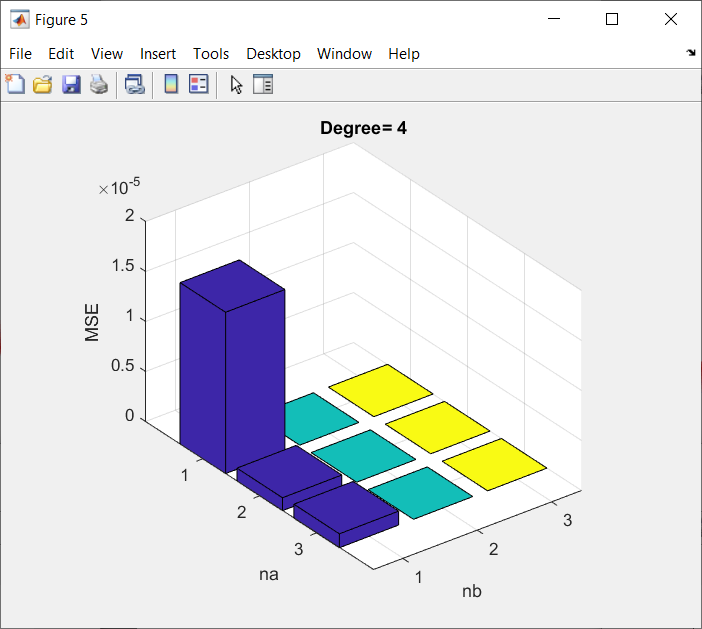 Figure 5
File Edit View Insert Tools Desktop Window Help
Degree= 4
×10-5
2
1.5
1
0.5
0
MSE
1
2
3
na
1
2
3
nb